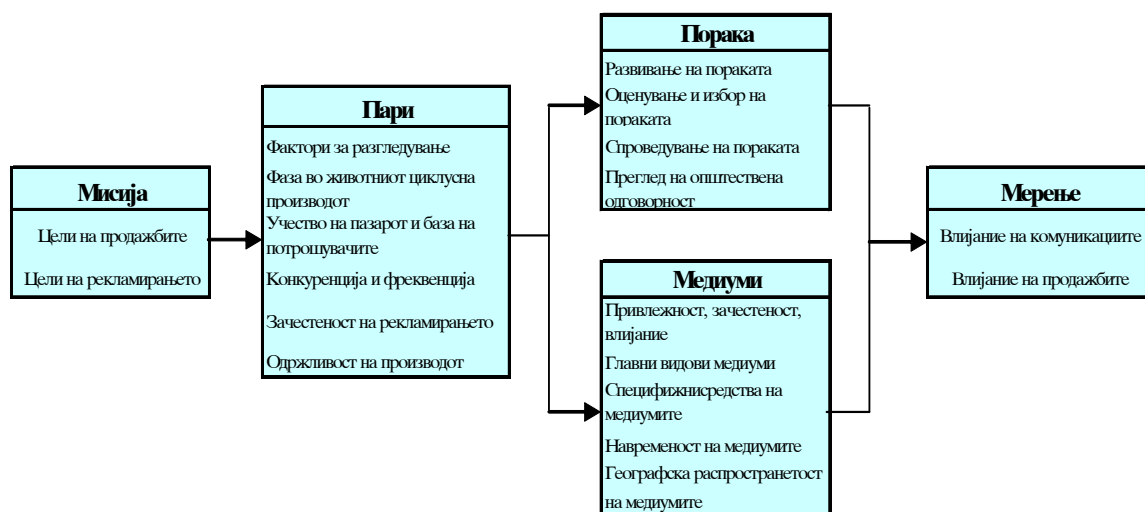 Мисија
Цели на продажбите
Цели на рекламирањето
Пари
Фактори за разгледување
Фаза во животниот циклусна
производот
Учество на пазарот и база на
потрошувачите
Конкуренција и фреквенција
Зачестеност на рекламирањето
Одржливост на производот
Порака
Развивање на пораката
Оценување и избор на
пораката
Спроведување на пораката
Преглед на општествена
одговорност
Медиуми
Привлежност, зачестеност,
влијание
Главни видови медиуми
Специфижнисредства на
медиумите
Навременост на медиумите
Географска распространетост
на медиумите
Мерење
Влијание на комуникациите
Влијание на продажбите